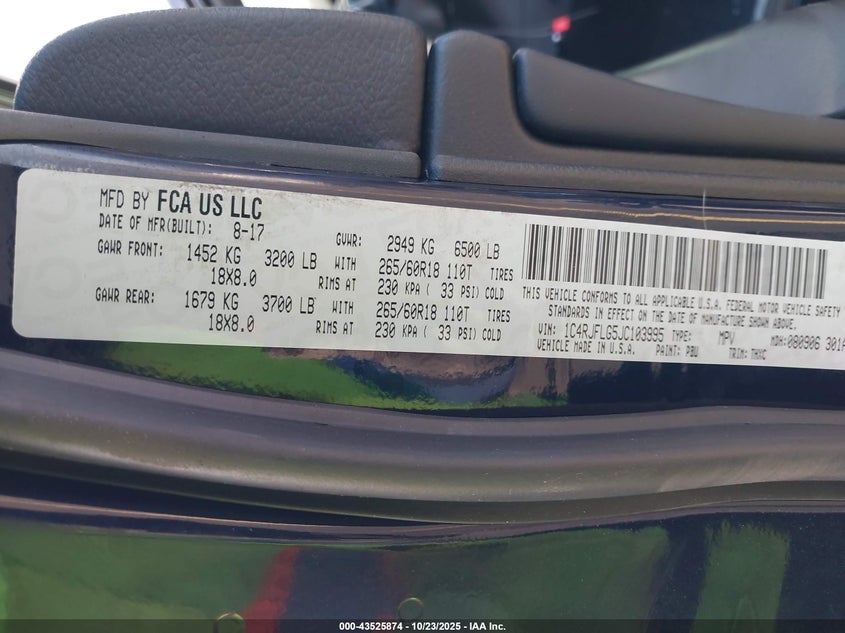 MFD BY FCA US LLC
DATE OF MFR(BUILT): 8-17 GVWR: 2949 KG 6500 LB
GAWR FRONT: 1452 KG 3200 LB WITH 265/60R18 110T TIRES
18X8.0 RIMS AT 230 KPA ( 33 PSI) COLD
GAWR REAR: 1679 KG 3700 LB WITH 265/60R18 110T TIRES
18X8.0 RIMS AT 230 KPA ( 33 PSI) COLD
THIS VEHICLE CONFORMS TO ALL APPLICABLE U.S.A. FEDERAL MOTOR VEHICLE SAFETY
STANDARDS IN EFFECT ON THE DATE OF MANUFACTURE SHOWN ABOVE.
VIN: 1C4RJFLG5JC103995 TYPE: MPV MDH:080906 301A
VEHICLE MADE IN U.S.A. PAINT: PBU TRIM: THXC
000-43525874 | 10/23/2025 - IAA Inc.